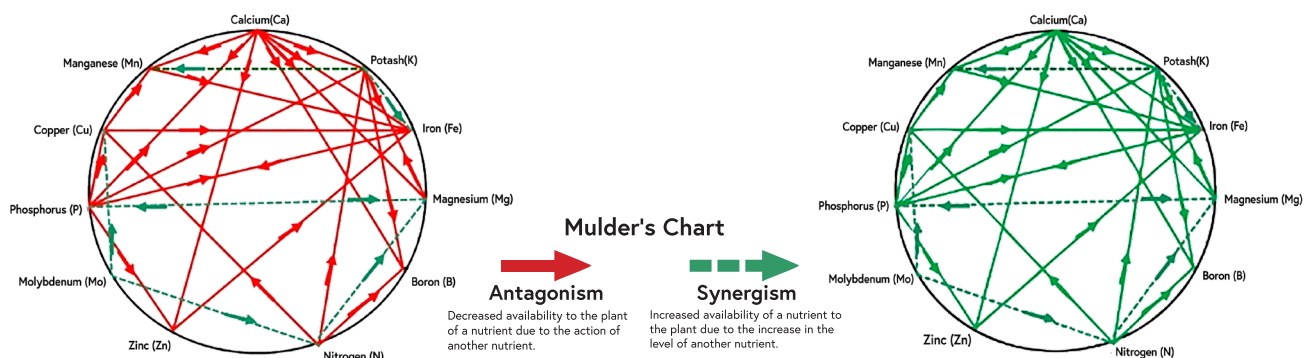 Calcium(Ca)
Manganese (Mn)
Potash(K)
Copper (Cu)
Iron (Fe)
Phosphorus (P)
Magnesium (Mg)
Molybdenum (Mo)
Boron (B)
Zinc (Zn)
Nitrogen (N)
Mulder's Chart
Antagonism
Decreased availability to the plant
of a nutrient due to the action of
another nutrient.
Synergism
Increased availability of a nutrient to
the plant due to the increase in the
level of another nutrient.
Calcium(Ca)
Manganese (Mn)
Potash(K)
Copper (Cu)
Iron (Fe)
Phosphorus (P)
Magnesium (Mg)
Molybdenum (Mo)
Boron (B)
Zinc (Zn)
Nitrogen (N)